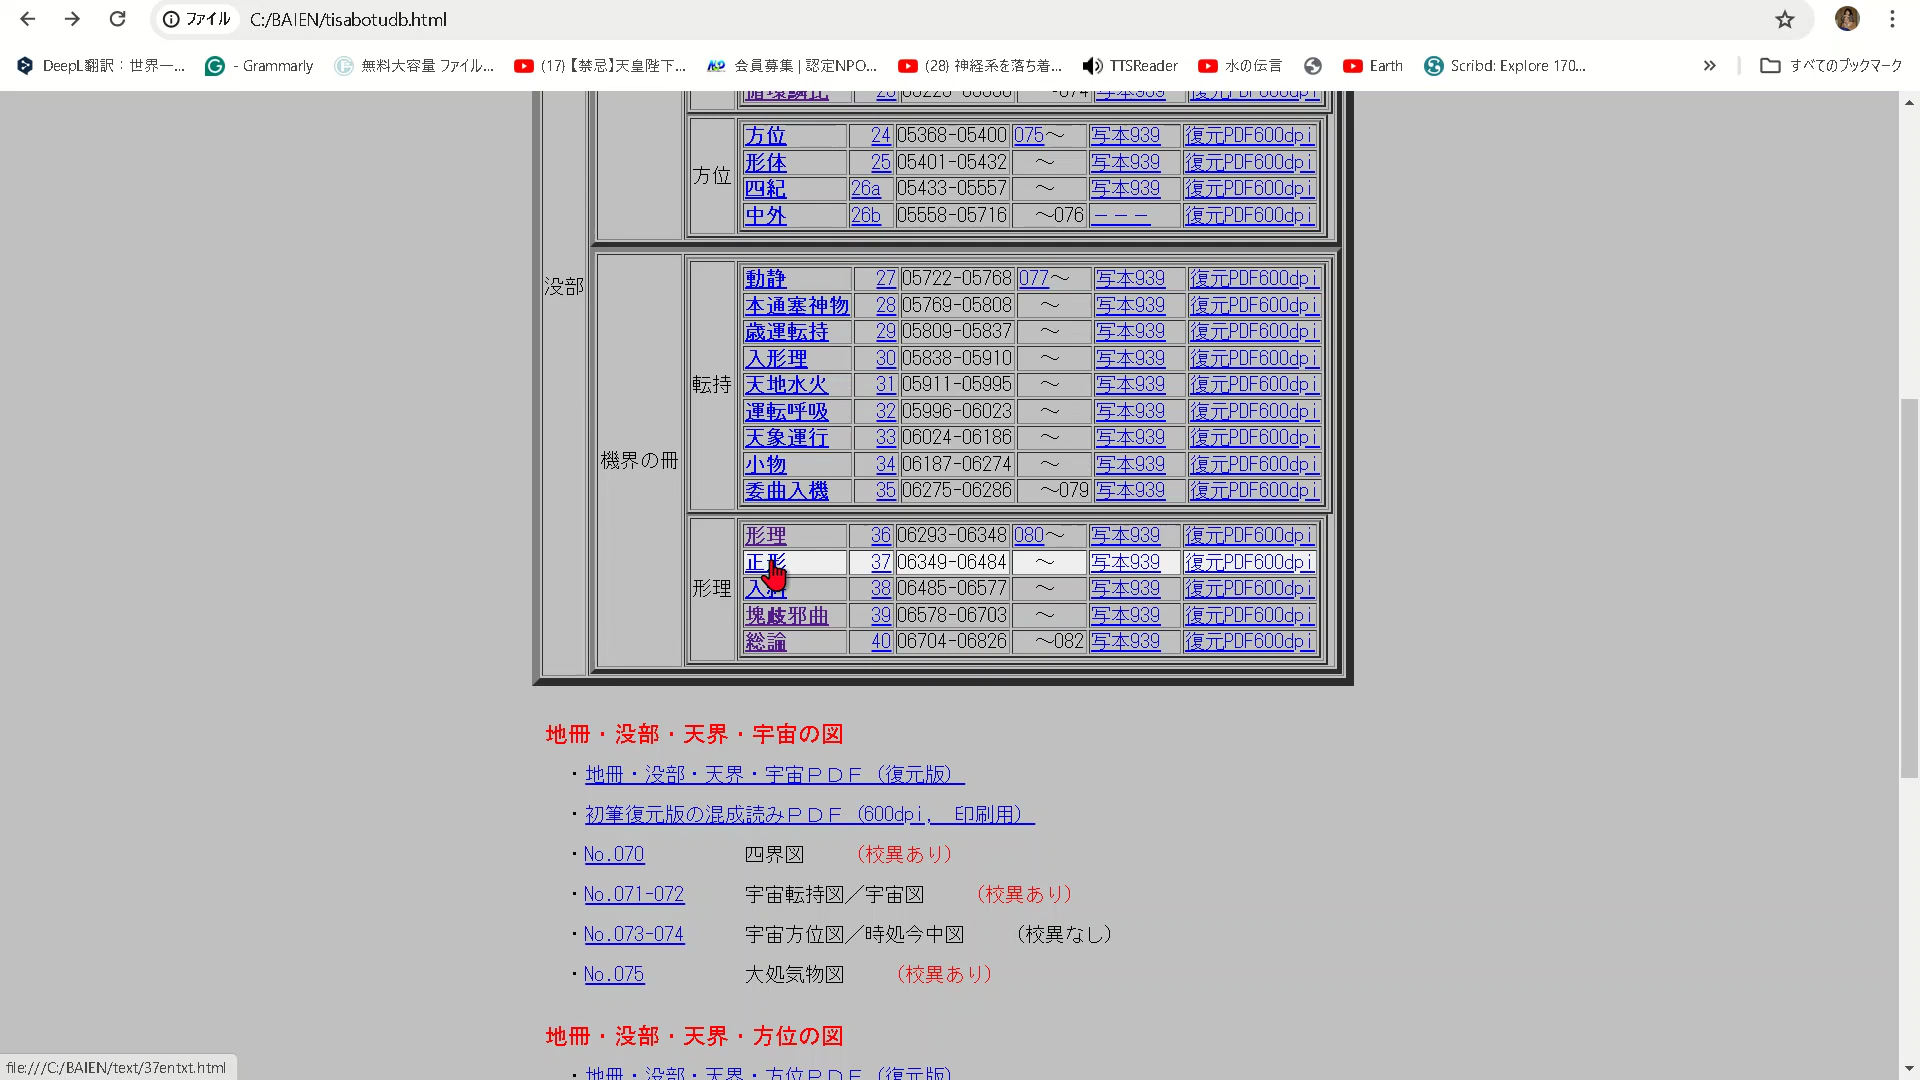 ファイル C:/BAIEN/tisabotudb.html
DeepL翻訳:世界一... - Grammarly 無料大容量 ファイル... (17)【禁忌】天皇陛下... 会員募集 | 認定NPO... (28) 神経系を落ち着... TTSReader 水の伝言 Earth Scribd: Explore 170... » すべてのブックマーク
方位 24 05368-05400 075~ 写本939 復元PDF600dpi
形体 25 05401-05432 ~ 写本939 復元PDF600dpi
方位
四紀 26a 05433-05557 ~ 写本939 復元PDF600dpi
中外 26b 05558-05716 ~076 --- 復元PDF600dpi
没部
動静 27 05722-05768 077~ 写本939 復元PDF600dpi
本通塞神物 28 05769-05808 ~ 写本939 復元PDF600dpi
歳運転持 29 05809-05837 ~ 写本939 復元PDF600dpi
入形理 30 05838-05910 ~ 写本939 復元PDF600dpi
転持 天地水火 31 05911-05995 ~ 写本939 復元PDF600dpi
運転呼吸 32 05996-06023 ~ 写本939 復元PDF600dpi
天象運行 33 06024-06186 ~ 写本939 復元PDF600dpi
機界の冊 小物 34 06187-06274 ~ 写本939 復元PDF600dpi
委曲入機 35 06275-06286 ~079 写本939 復元PDF600dpi
形理 36 06293-06348 080~ 写本939 復元PDF600dpi
正形 37 06349-06484 ~ 写本939 復元PDF600dpi
形理 38 06485-06577 ~ 写本939 復元PDF600dpi
塊歧邪曲 39 06578-06703 ~ 写本939 復元PDF600dpi
総論 40 06704-06826 ~082 写本939 復元PDF600dpi
地冊・没部・天界・宇宙の図
・地冊・没部・天界・宇宙PDF(復元版)
・初筆復元版の混成読みPDF(600dpi, 印刷用)
・No.070 四界図 (校異あり)
・No.071-072 宇宙転持図/宇宙図 (校異あり)
・No.073-074 宇宙方位図/時処今中図 (校異なし)
・No.075 大処気物図 (校異あり)
地冊・没部・天界・方位の図
・地冊・没部・天界・方位PDF(復元版)
file:///C:/BAIEN/text/37entxt.html